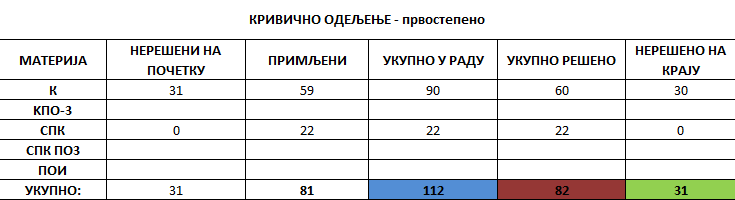 КРИВИЧНО ОДЕЉЕЊЕ - првостепено
МАТЕРИЈА НЕРЕШЕНИ НА ПОЧЕТКУ ПРИМЉЕНИ УКУПНО У РАДУ УКУПНО РЕШЕНО НЕРЕШЕНО НА КРАЈУ
К 31 59 90 60 30
КПО-3
СПК 0 22 22 22 0
СПК ПО3
ПОИ
УКУПНО: 31 81 112 82 31